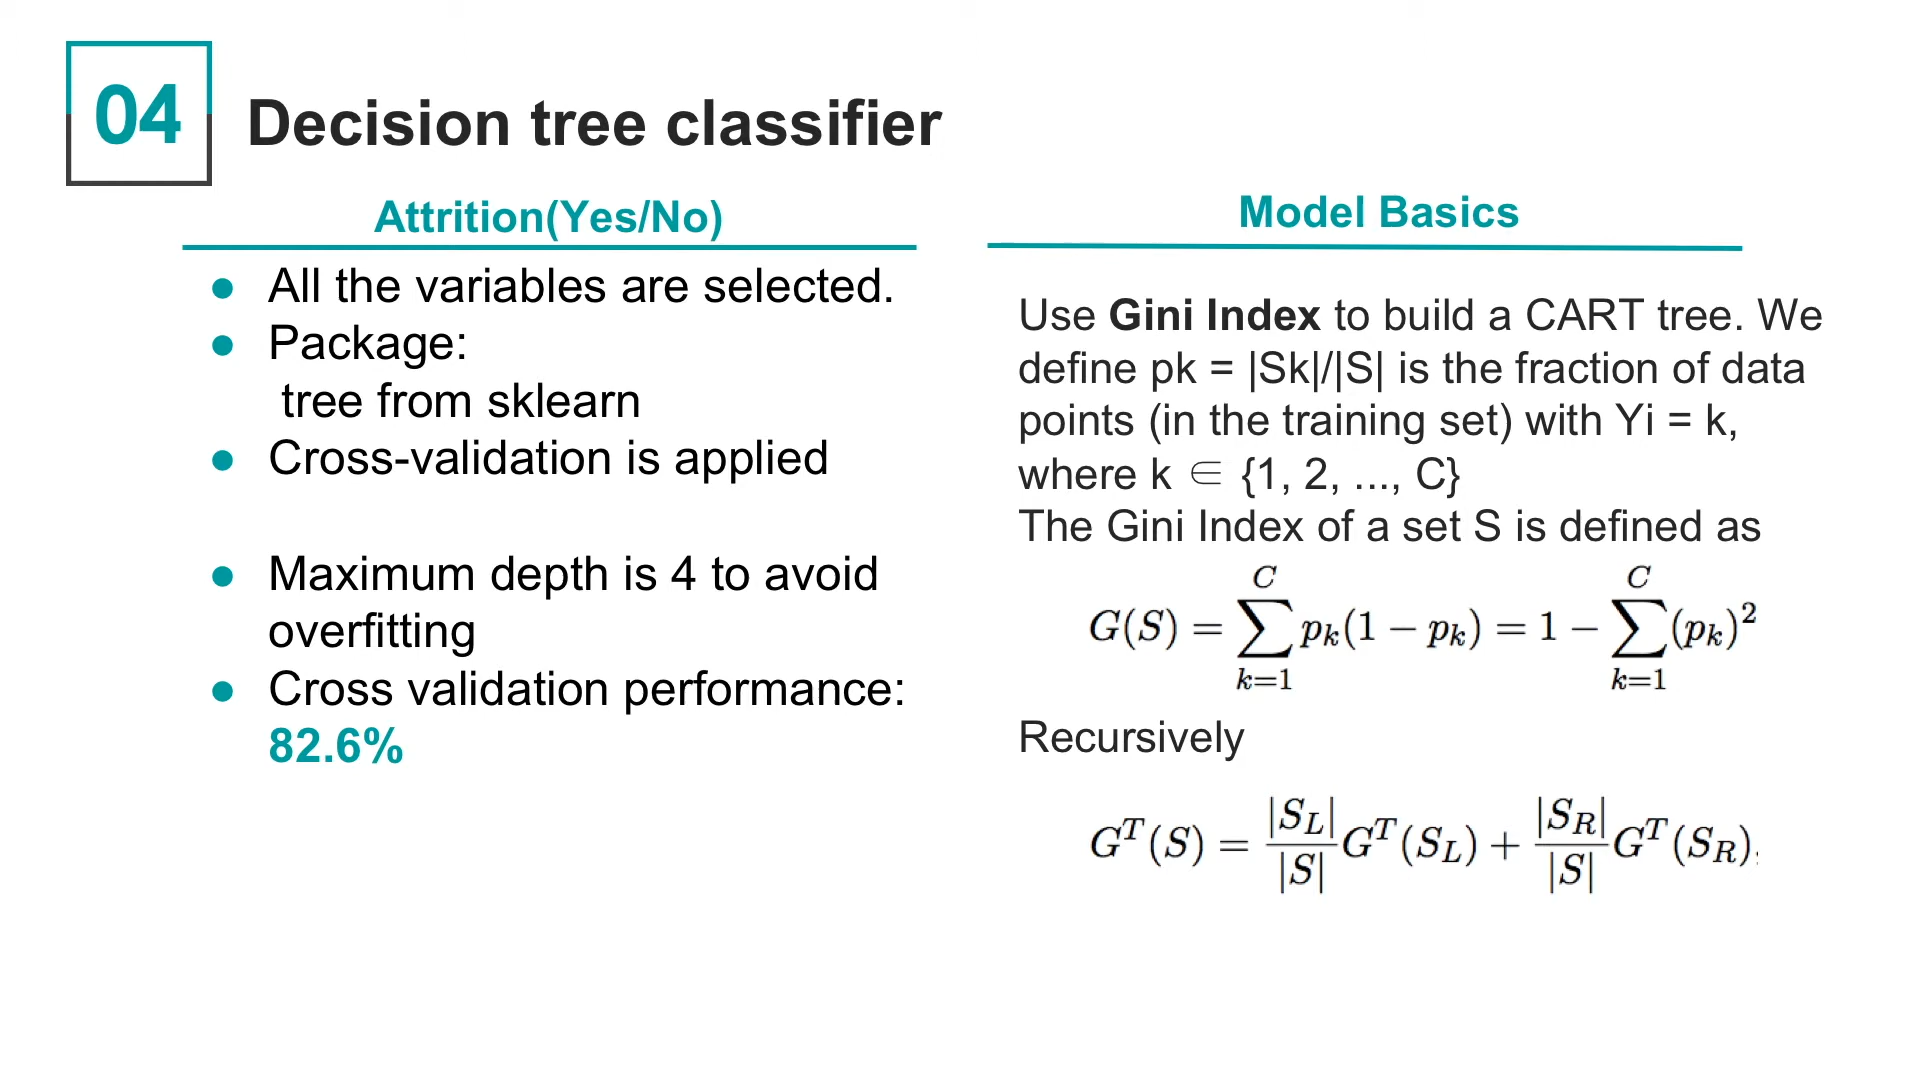 04
Decision tree classifier
Attrition(Yes/No)
● All the variables are selected.
● Package:
tree from sklearn
● Cross-validation is applied
● Maximum depth is 4 to avoid
overfitting
● Cross validation performance:
82.6%
Model Basics
Use Gini Index to build a CART tree. We
define pk = |Sk|/|S| is the fraction of data
points (in the training set) with Yi = k,
where k ∈ {1, 2, ..., C}
The Gini Index of a set S is defined as
G(S) = \sum_{k=1}^{C} p_k(1 − p_k) = 1 − \sum_{k=1}^{C} (p_k)^2
Recursively
G^T(S) = \frac{|S_L|}{|S|} G^T(S_L) + \frac{|S_R|}{|S|} G^T(S_R),